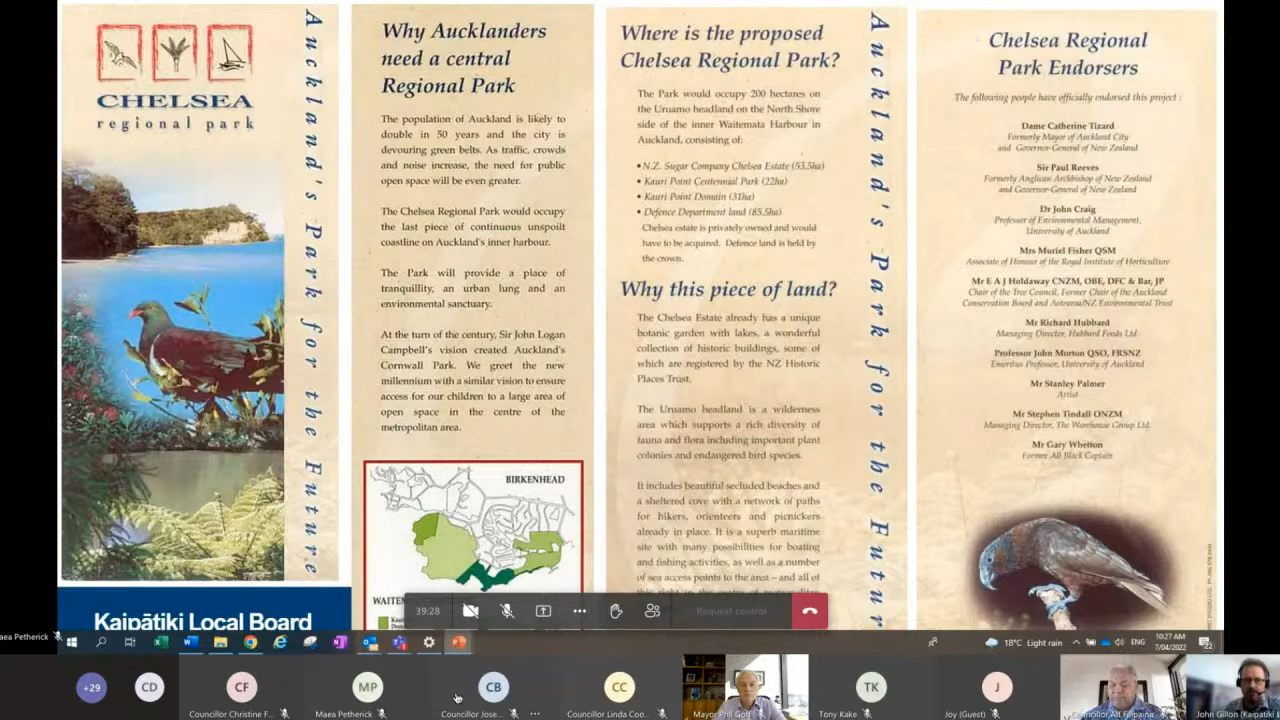 CHELSEA
regional park
Auckland's Park for the Future
Why Aucklanders
need a central
Regional Park
The population of Auckland is likely to
double in 50 years and the city is
devouring green belts. As traffic, crowds
and noise increase, the need for public
open space will be even greater.
The Chelsea Regional Park would occupy
the last piece of continuous unspoilt
coastline on Auckland's inner harbour.
The Park will provide a place of
tranquillity, an urban lung and an
environmental sanctuary.
At the turn of the century, Sir John Logan
Campbell's vision created Auckland's
Cornwall Park. We greet the new
millennium with a similar vision to ensure
access for our children to a large area of
open space in the centre of the
metropolitan area.
BIRKENHEAD
Where is the proposed
Chelsea Regional Park?
The Park would occupy 200 hectares on
the Uruamo headland on the North Shore
side of the inner Waitemata Harbour in
Auckland, consisting of:
• N.Z. Sugar Company Chelsea Estate (53.5ha)
• Kauri Point Centennial Park (22ha)
• Kauri Point Domain (31ha)
• Defence Department land (85.5ha)
Chelsea estate is privately owned and would
have to be acquired. Defence land is held by
the crown.
Why this piece of land?
The Chelsea Estate already has a unique
botanic garden with lakes, a wonderful
collection of historic buildings, some of
which are registered by the NZ Historic
Places Trust.
The Uruamo headland is a wilderness
area which supports a rich diversity of
fauna and flora including important plant
colonies and endangered bird species.
It includes beautiful secluded beaches and
a sheltered cove with a network of paths
for hikers, orienteers and picnickers
already in place. It is a superb maritime
site with many possibilities for boating
and fishing activities, as well as a number
of sea access points to the area – and all of
Auckland's Park for the Futur
Chelsea Regional
Park Endorsers
The following people have officially endorsed this project :
Dame Catherine Tizard
Formerly Mayor of Auckland City
and Governor-General of New Zealand
Sir Paul Reeves
Formerly Anglican Archbishop of New Zealand
and Governor-General of New Zealand
Dr John Craig
Professor of Environmental Management,
University of Auckland
Mrs Muriel Fisher QSM
Associate of Honour of the Royal Institute of Horticulture
Mr E A J Holdaway CNZM, OBE, DFC & Bar, JP
Chair of the Tree Council, Former Chair of the Auckland
Conservation Board and Aotearoa/NZ Environmental Trust
Mr Richard Hubbard
Managing Director, Hubbard Foods Ltd.
Professor John Morton QSO, FRSNZ
Emeritus Professor, University of Auckland
Mr Stanley Palmer
Artist
Mr Stephen Tindall ONZM
Managing Director, The Warehouse Group Ltd.
Mr Gary Whetton
Former All Black Captain
Kaipātiki Local Board
WAITEM
39:28
Request control
aea Petherick
18°C Light rain
ENG
10:27 AM
7/04/2022
22
+29
CD
CF
Councillor Christine F...
MP
Maea Petherick
CB
Councillor Jose...
CC
Councillor Linda Coo...
Mayor Phil Goff
TK
Tony Kake
J
Joy (Guest)
Councillor Alf Filipaina
John Gillon (Kaipatiki L